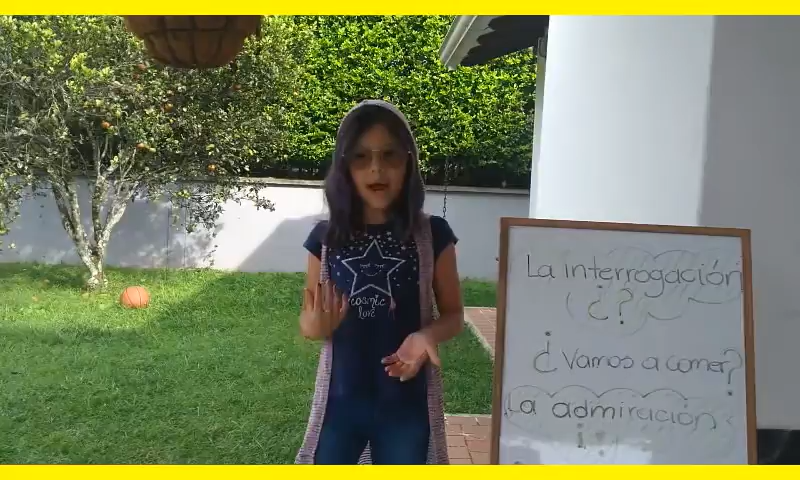 cosmic
love
La interrogación
¿?
¿Vamos a comer?
La admiración
¡!